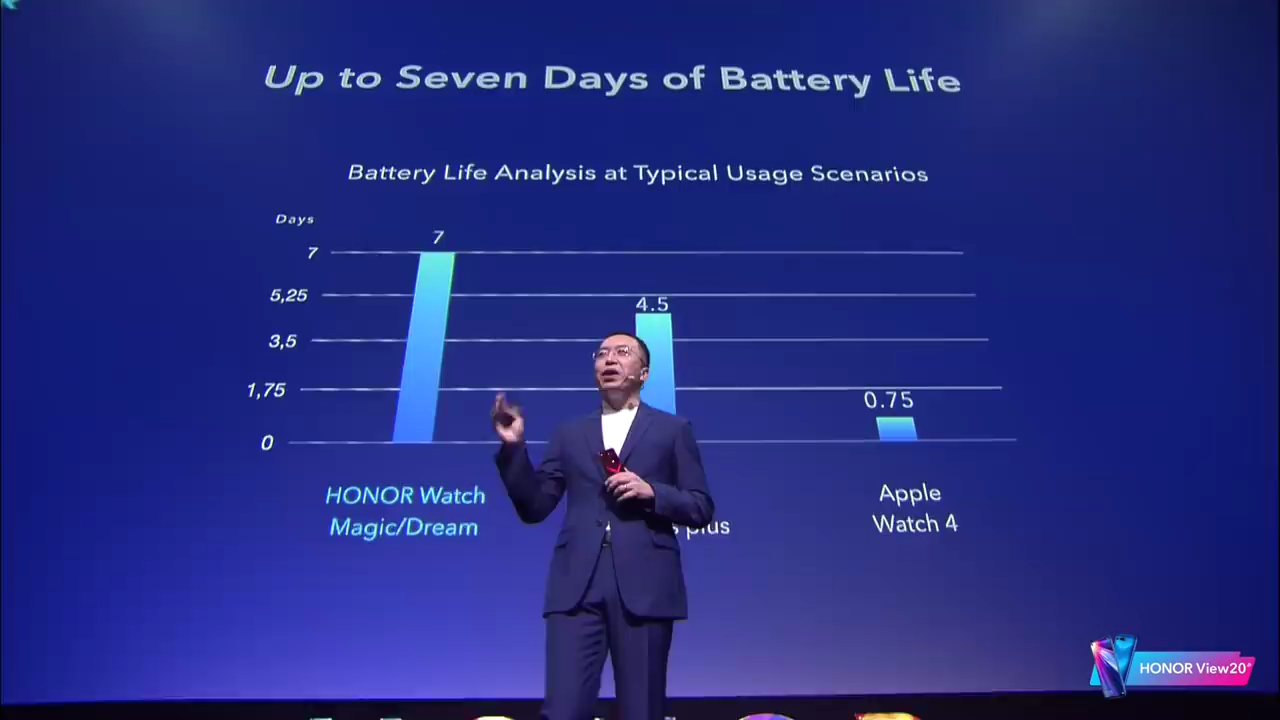 Up to Seven Days of Battery Life
Battery Life Analysis at Typical Usage Scenarios
Days
7
7
5,25
4.5
3,5
1,75
0.75
0
HONOR Watch
Magic/Dream
plus
Apple
Watch 4
HONOR View20